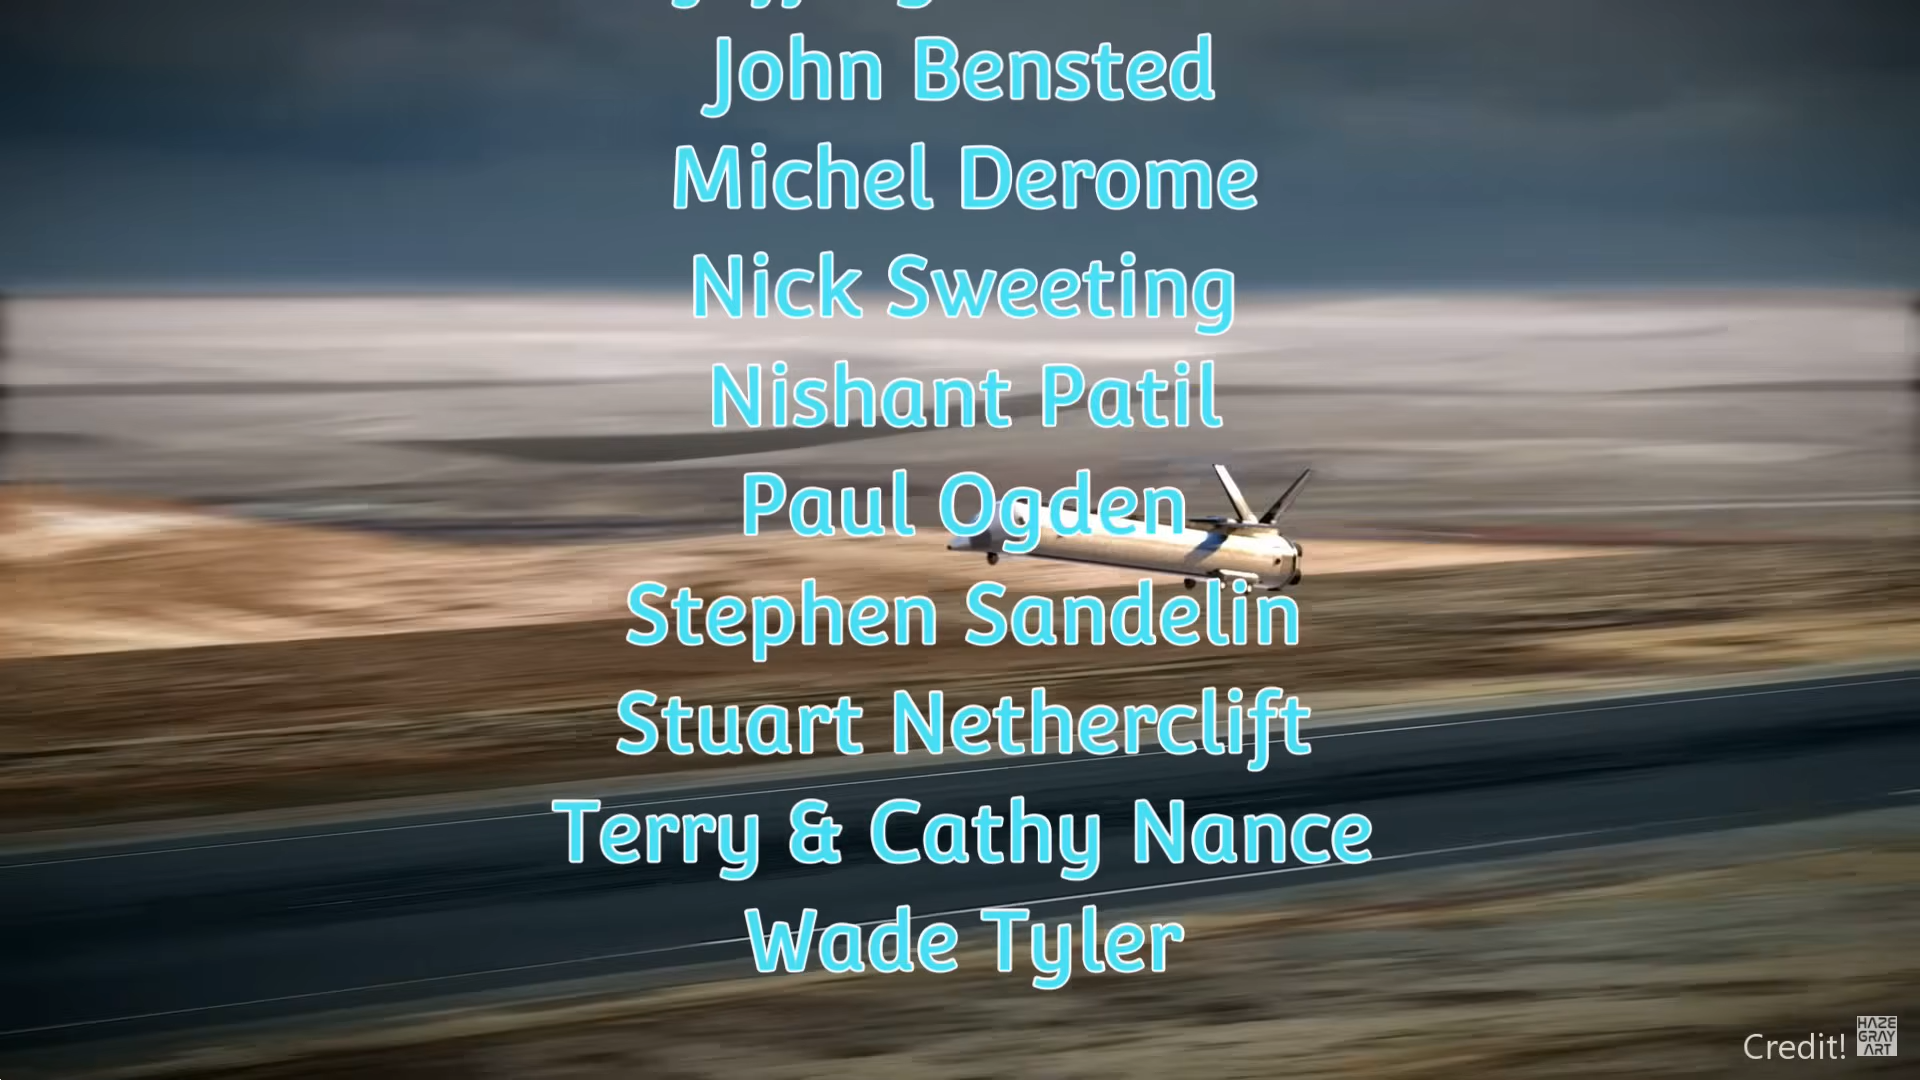 John Bensted
Michel Derome
Nick Sweeting
Nishant Patil
Paul Ogden
Stephen Sandelin
Stuart Netherclift
Terry & Cathy Nance
Wade Tyler
Credit!
HAZE
GRAY
ART